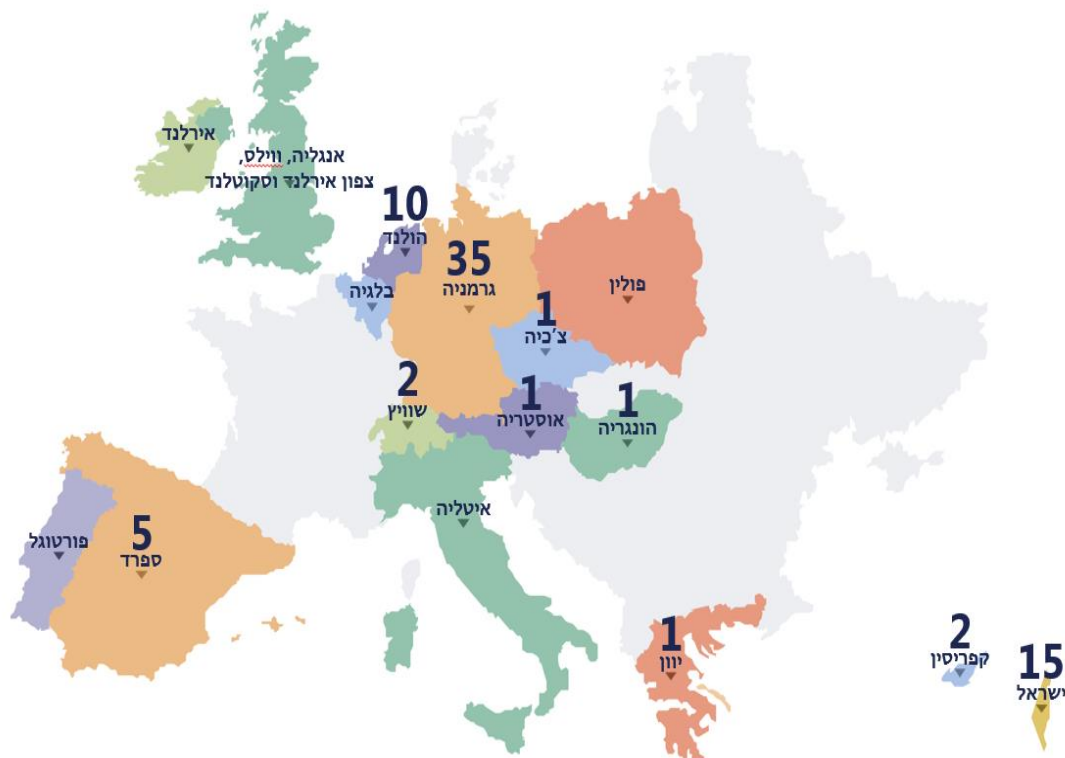 אירלנד
אנגליה, ווילס,
צפון אירלנד וסקוטלנד
10
הולנד
35
גרמניה
בלגיה
פולין
1
צ'כיה
2
שוויץ
1
אוסטריה
1
הונגריה
איטליה
פורטוגל
5
ספרד
1
יוון
2
קפריסין
15
ישראל